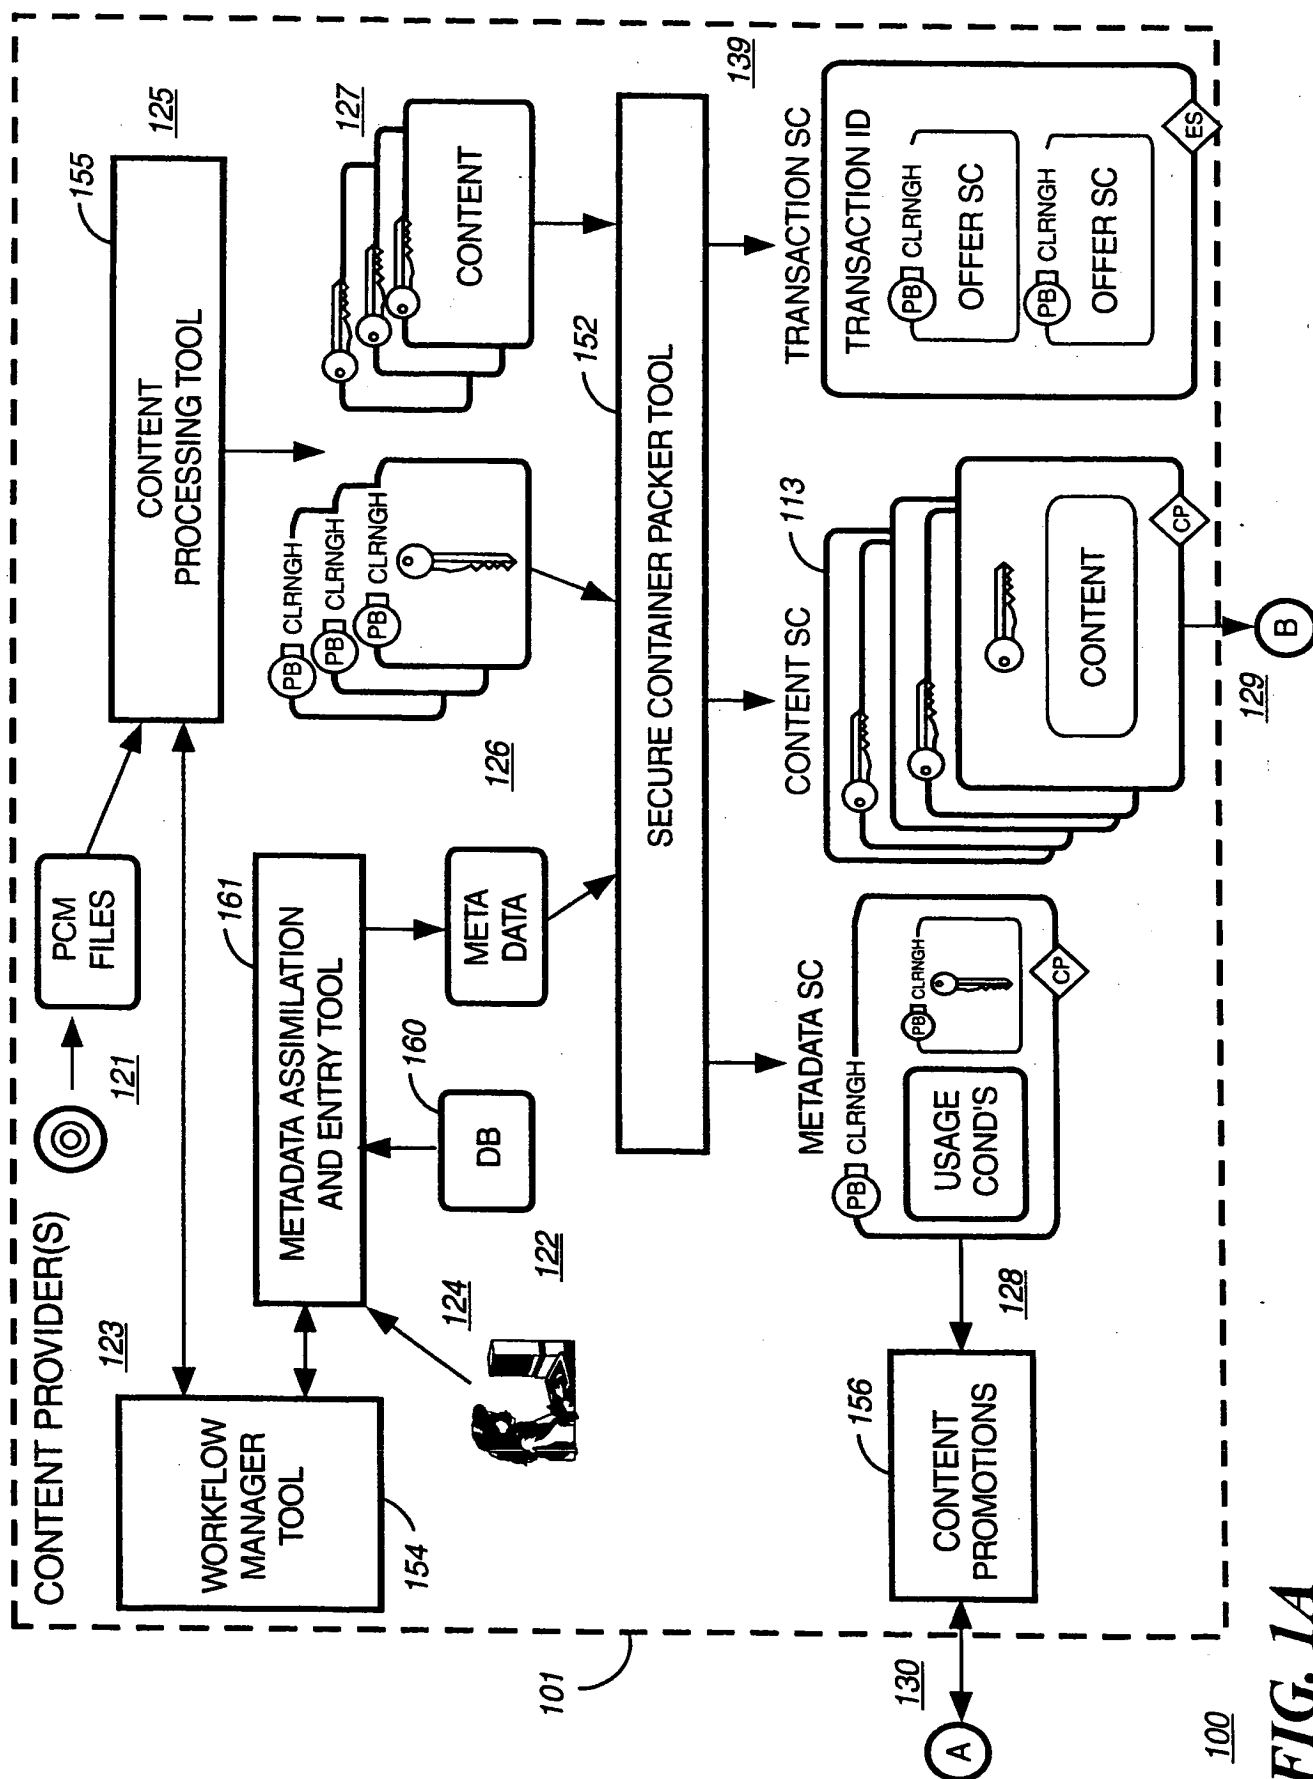 CONTENT PROVIDER(S)
121
PCM
FILES
123
155
125
WORKFLOW
MANAGER
TOOL
154
CONTENT
PROCESSING TOOL
161
METADATA ASSIMILATION
AND ENTRY TOOL
124
122
DB
160
META
DATA
126
PB CLRNGH
PB CLRNGH
PB CLRNGH
127
CONTENT
152
SECURE CONTAINER PACKER TOOL
139
METADATA SC
PB CLRNGH
USAGE
COND'S
PB CLRNGH
CP
CONTENT SC
113
CONTENT
CP
TRANSACTION SC
TRANSACTION ID
PB CLRNGH
OFFER SC
PB CLRNGH
OFFER SC
ES
156
CONTENT
PROMOTIONS
128
101
130
A
129
B
100
FIG. 1A